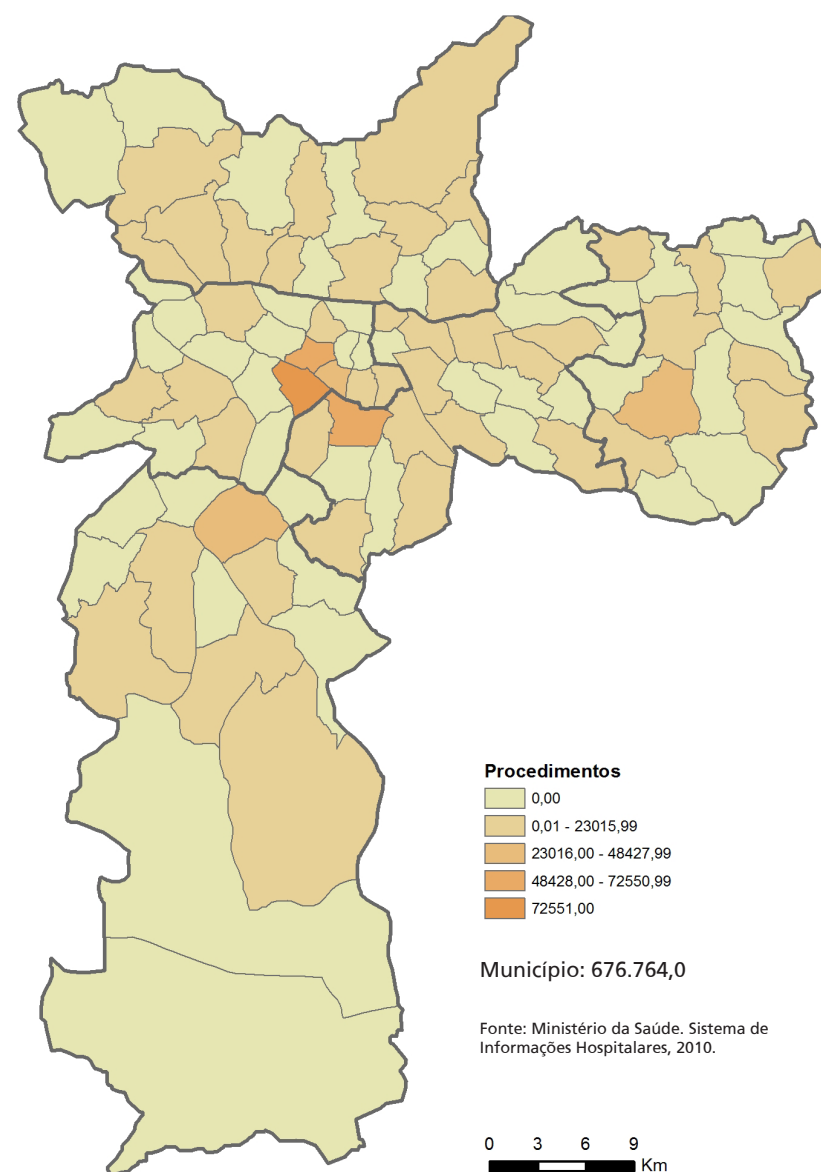 Procedimentos
0,00
0,01 - 23015,99
23016,00 - 48427,99
48428,00 - 72550,99
72551,00
Município: 676.764,0
Fonte: Ministério da Saúde. Sistema de
Informações Hospitalares, 2010.
0 3 6 9
Km